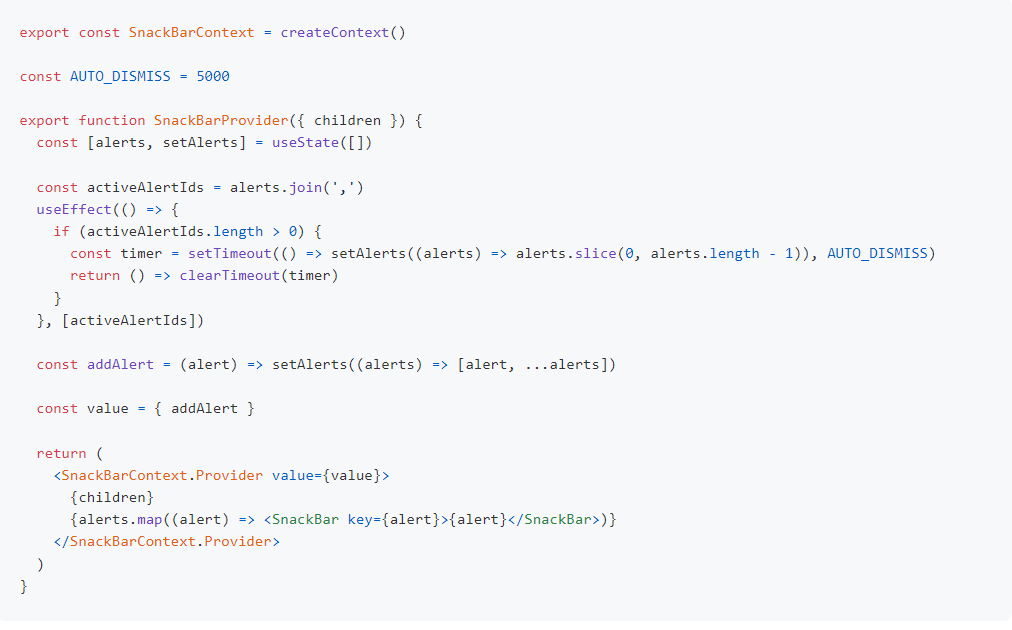 export const SnackBarContext = createContext()
const AUTO_DISMISS = 5000
export function SnackBarProvider({ children }) {
  const [alerts, setAlerts] = useState([])
  const activeAlertIds = alerts.join(',')
  useEffect(() => {
    if (activeAlertIds.length > 0) {
      const timer = setTimeout(() => setAlerts((alerts) => alerts.slice(0, alerts.length - 1)), AUTO_DISMISS)
      return () => clearTimeout(timer)
    }
  }, [activeAlertIds])
  const addAlert = (alert) => setAlerts((alerts) => [alert, ...alerts])
  const value = { addAlert }
  return (
    <SnackBarContext.Provider value={value}>
      {children}
      {alerts.map((alert) => <SnackBar key={alert}>{alert}</SnackBar>)}
    </SnackBarContext.Provider>
  )
}